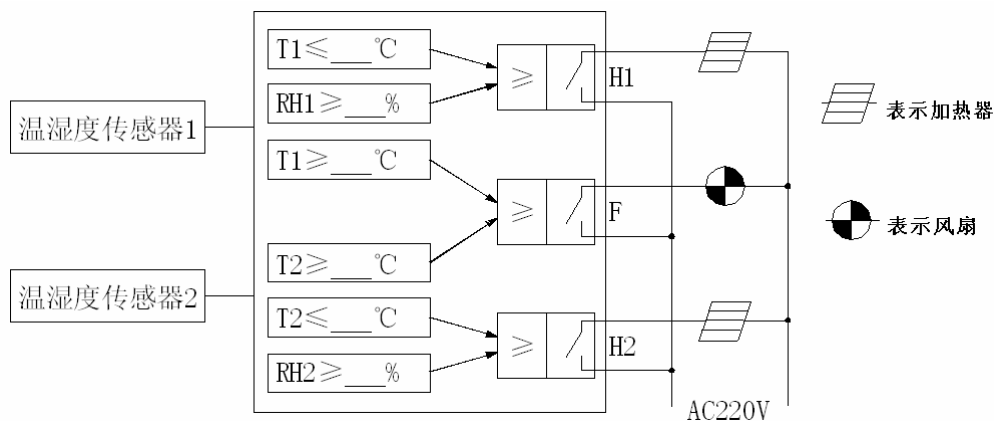 T1≤___℃
RH1≥___%
≥
H1
温湿度传感器1
T1≥___℃
≥
F
T2≥___℃
温湿度传感器2
T2≤___℃
RH2≥___%
≥
H2
AC220V
表示加热器
表示风扇